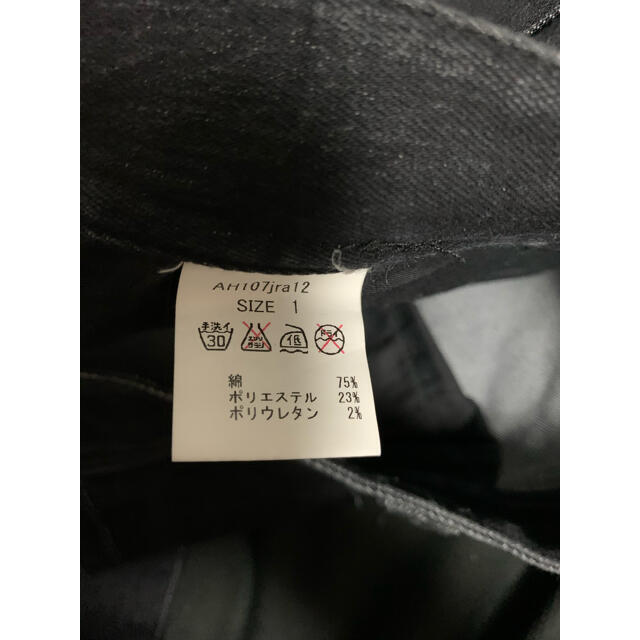 AH107jra12
SIZE 1
手洗イ エンソサラシ ドライ
30 低
綿 75%
ポリエステル 23%
ポリウレタン 2%